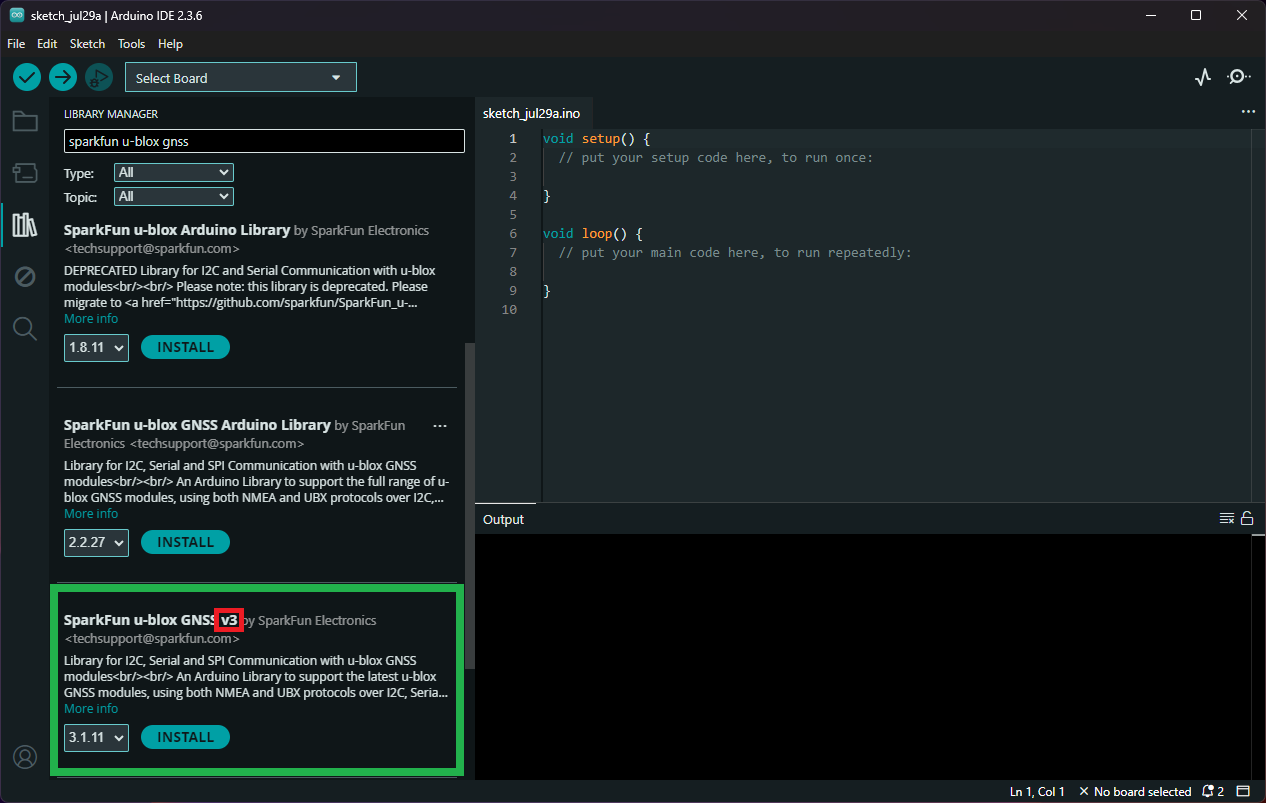 sketch_jul29a | Arduino IDE 2.3.6
File Edit Sketch Tools Help
Select Board
LIBRARY MANAGER
sparkfun u-blox gnss
Type: All
Topic: All
SparkFun u-blox Arduino Library by SparkFun Electronics
<techsupport@sparkfun.com>
DEPRECATED Library for I2C and Serial Communication with u-blox
modules<br/><br/> Please note: this library is deprecated. Please
migrate to <a href="https://github.com/sparkfun/SparkFun_u-...
More info
1.8.11 INSTALL
SparkFun u-blox GNSS Arduino Library by SparkFun
Electronics <techsupport@sparkfun.com>
Library for I2C, Serial and SPI Communication with u-blox GNSS
modules<br/><br/> An Arduino Library to support the full range of u-
blox GNSS modules, using both NMEA and UBX protocols over I2C,...
More info
2.2.27 INSTALL
SparkFun u-blox GNSS v3 by SparkFun Electronics
<techsupport@sparkfun.com>
Library for I2C, Serial and SPI Communication with u-blox GNSS
modules<br/><br/> An Arduino Library to support the latest u-blox
GNSS modules, using both NMEA and UBX protocols over I2C, Seria...
More info
3.1.11 INSTALL
sketch_jul29a.ino
1 void setup() {
2 // put your setup code here, to run once:
3
4 }
5
6 void loop() {
7 // put your main code here, to run repeatedly:
8
9 }
10
Output
Ln 1, Col 1 No board selected 2